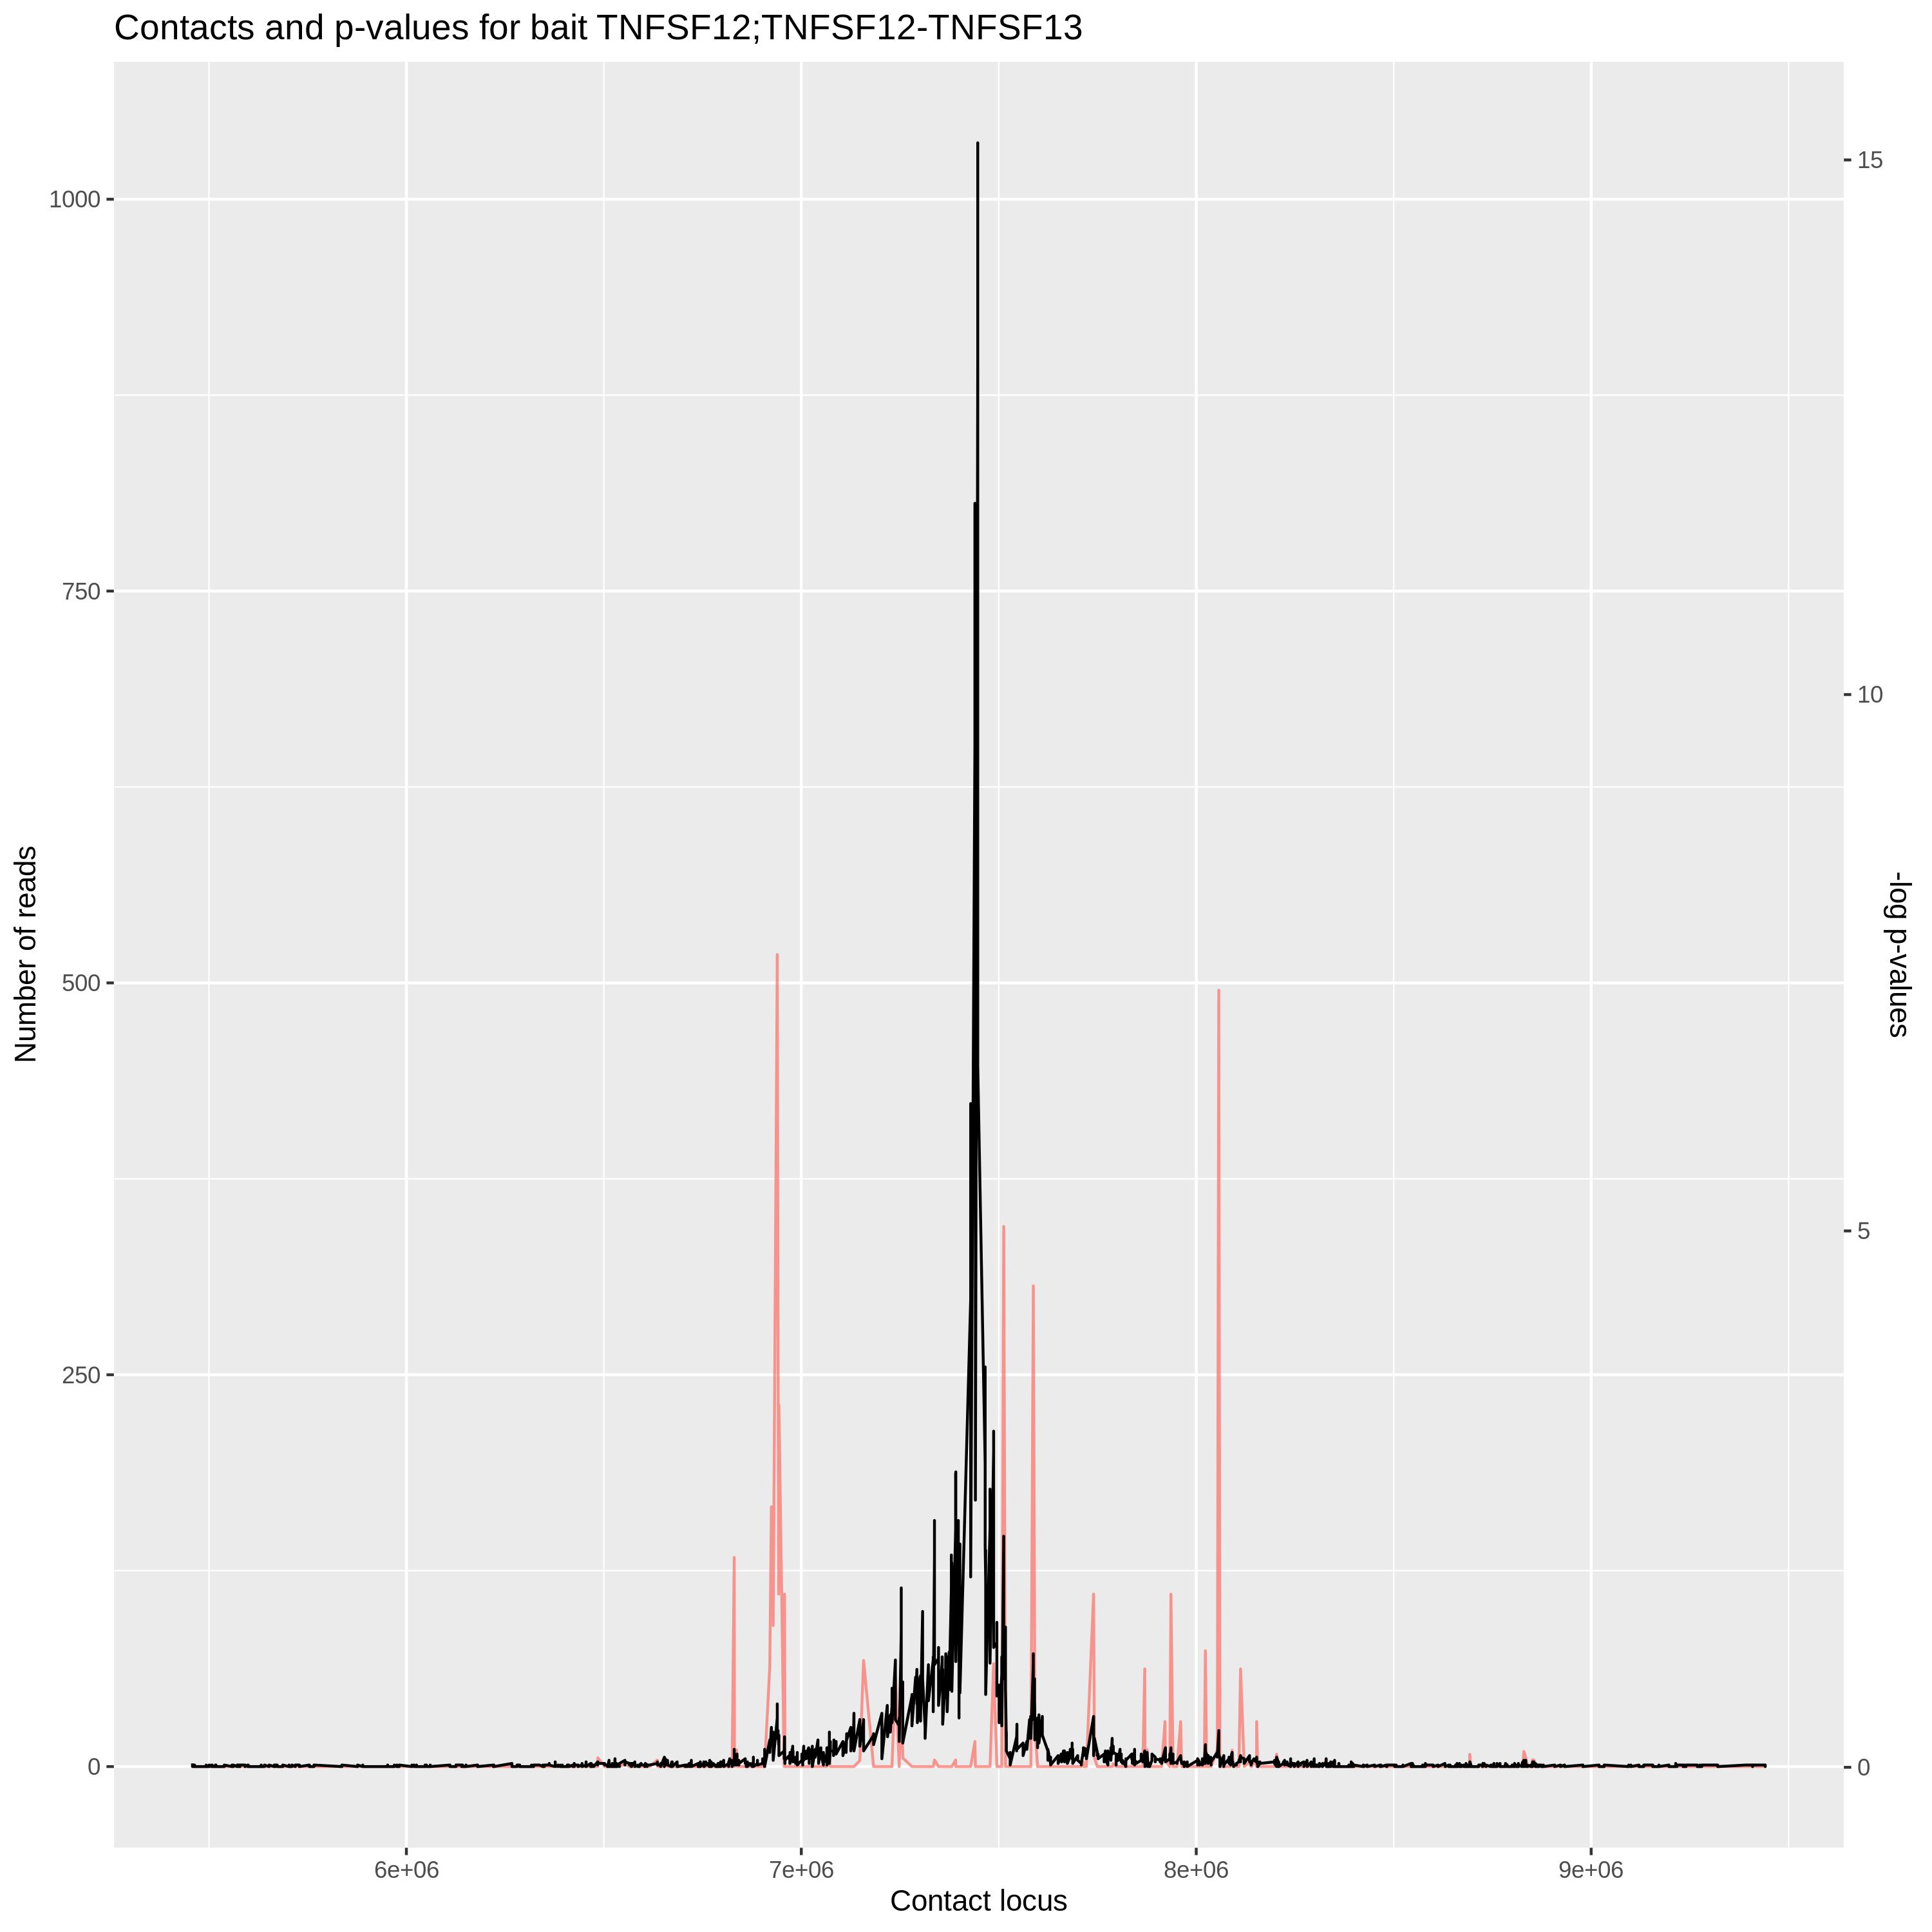 Contacts and p-values for bait TNFSF12;TNFSF12-TNFSF13
1000
750
500
250
0
Number of reads
15
10
5
0
-log p-values
6e+06
7e+06
8e+06
9e+06
Contact locus